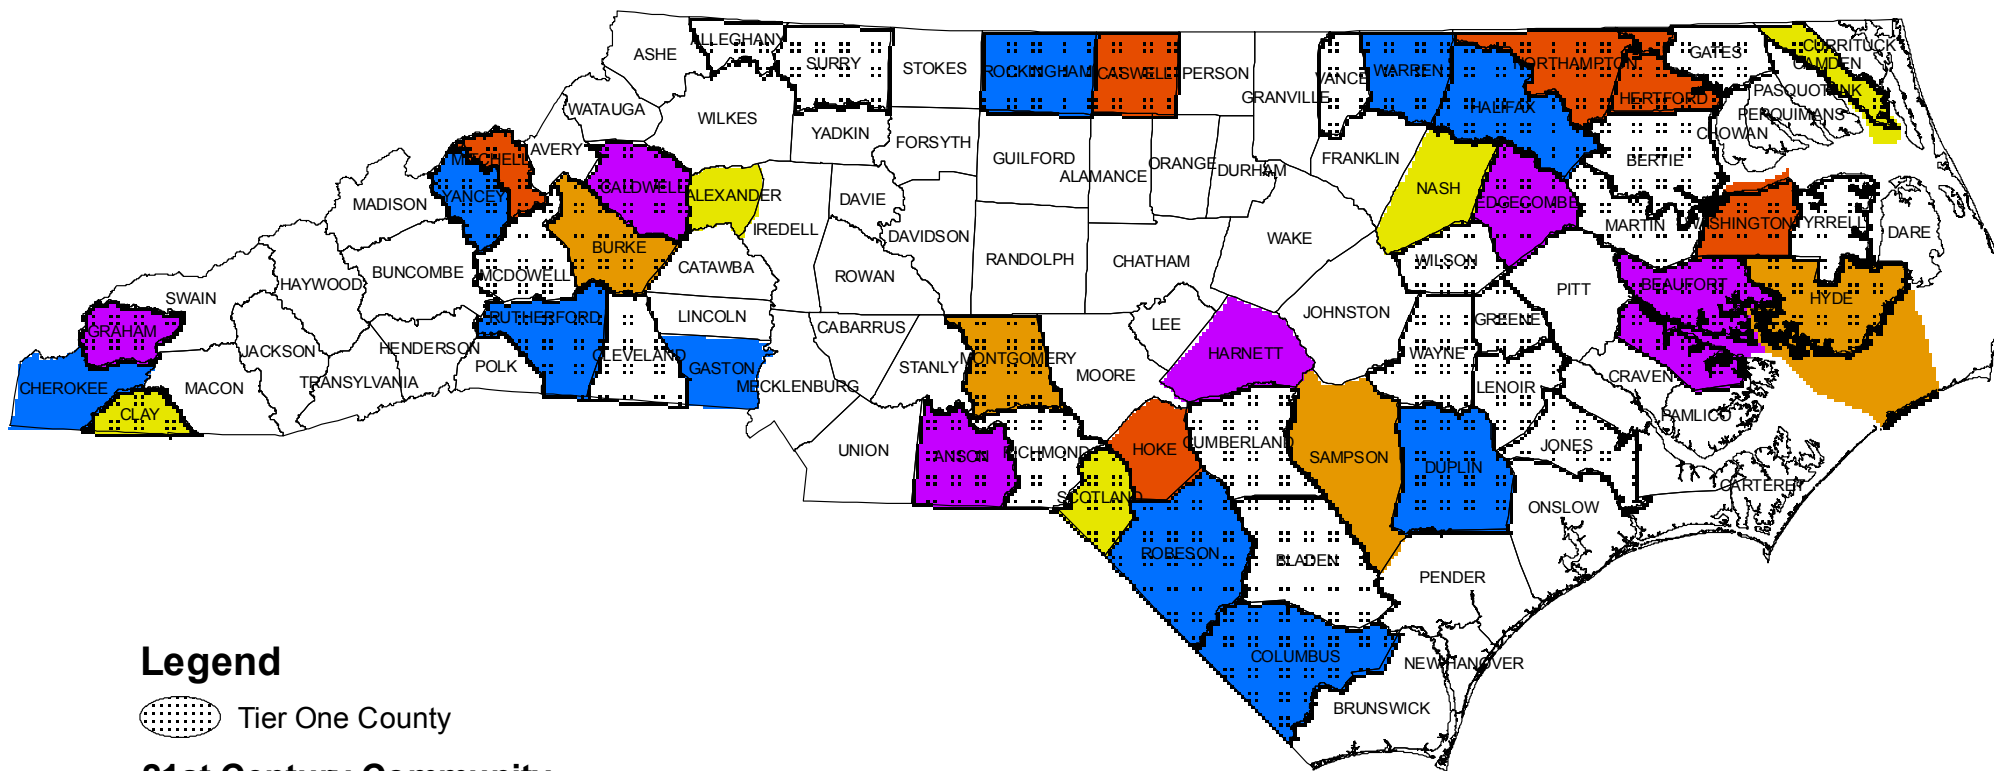 ALLEGHANY
CURRITUCK
ASHE
SURRY
STOKES
ROCKINGHAM
CASWELL
PERSON
VANCE
WARREN
NORTHAMPTON
GATES
CAMDEN
GRANVILLE
HERTFORD
PASQUOTANK
WATAUGA
WILKES
HALIFAX
PERQUIMANS
YADKIN
FORSYTH
CHOWAN
MITCHELL
AVERY
GUILFORD
ALAMANCE
ORANGE
DURHAM
FRANKLIN
BERTIE
CALDWELL
ALEXANDER
NASH
YANCEY
MADISON
DAVIE
EDGECOMBE
IREDELL
DAVIDSON
WAKE
MARTIN
WASHINGTON
TYRRELL
DARE
BURKE
BUNCOMBE
MCDOWELL
CATAWBA
ROWAN
RANDOLPH
CHATHAM
WILSON
SWAIN
HAYWOOD
PITT
BEAUFORT
HYDE
GRAHAM
RUTHERFORD
LINCOLN
CABARRUS
LEE
JOHNSTON
GREENE
JACKSON
HENDERSON
CLEVELAND
STANLY
MONTGOMERY
HARNETT
WAYNE
CHEROKEE
MACON
TRANSYLVANIA
POLK
GASTON
MECKLENBURG
MOORE
LENOIR
CRAVEN
CLAY
PAMLICO
UNION
ANSON
RICHMOND
HOKE
CUMBERLAND
SAMPSON
DUPLIN
JONES
SCOTLAND
CARTERET
ONSLOW
ROBESON
BLADEN
PENDER
COLUMBUS
NEW HANOVER
BRUNSWICK
Legend
Tier One County
21st Century Community